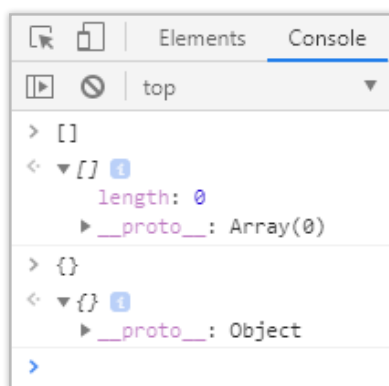 Elements Console
top
> []
<· ▼[] i
length: 0
▶__proto__: Array(0)
> {}
<· ▼{} i
▶__proto__: Object
>